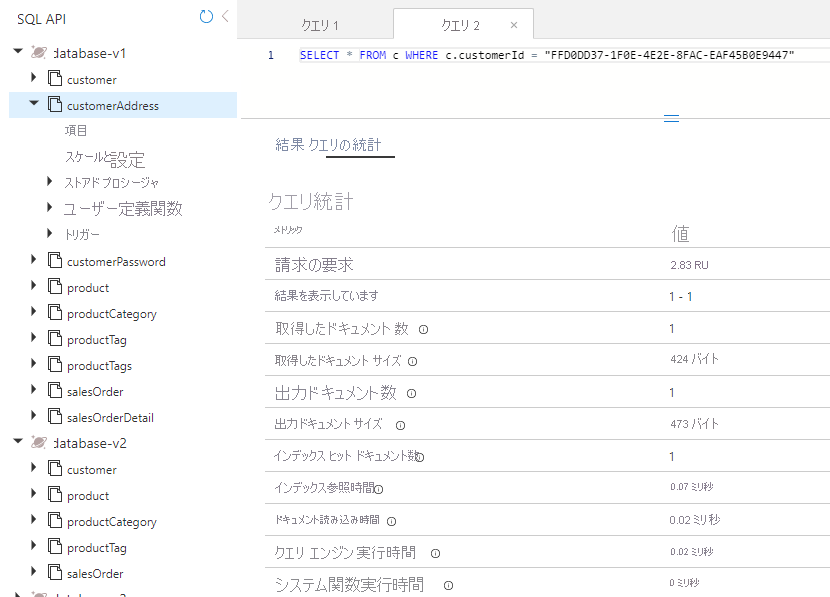 SQL API
database-v1
customer
customerAddress
項目
スケールと設定
ストアド プロシージャ
ユーザー定義関数
トリガー
customerPassword
product
productCategory
productTag
productTags
salesOrder
salesOrderDetail
database-v2
customer
product
productCategory
productTag
salesOrder
クエリ 1
クエリ 2 ×
1 SELECT * FROM c WHERE c.customerId = "FFD0DD37-1F0E-4E2E-8FAC-EAF45B0E9447"
結果 クエリの統計
クエリ統計
メトリック 値
請求の要求 2.83 RU
結果を表示しています 1 - 1
取得したドキュメント 数 1
取得したドキュメント サイズ 424 バイト
出力ドキュメント数 1
出力ドキュメント サイズ 473 バイト
インデックス ヒット ドキュメント数 1
インデックス参照時間 0.07 ミリ秒
ドキュメント読み込み時間 0.02 ミリ秒
クエリ エンジン実行時間 0.02 ミリ秒
システム関数実行時間 0 ミリ秒